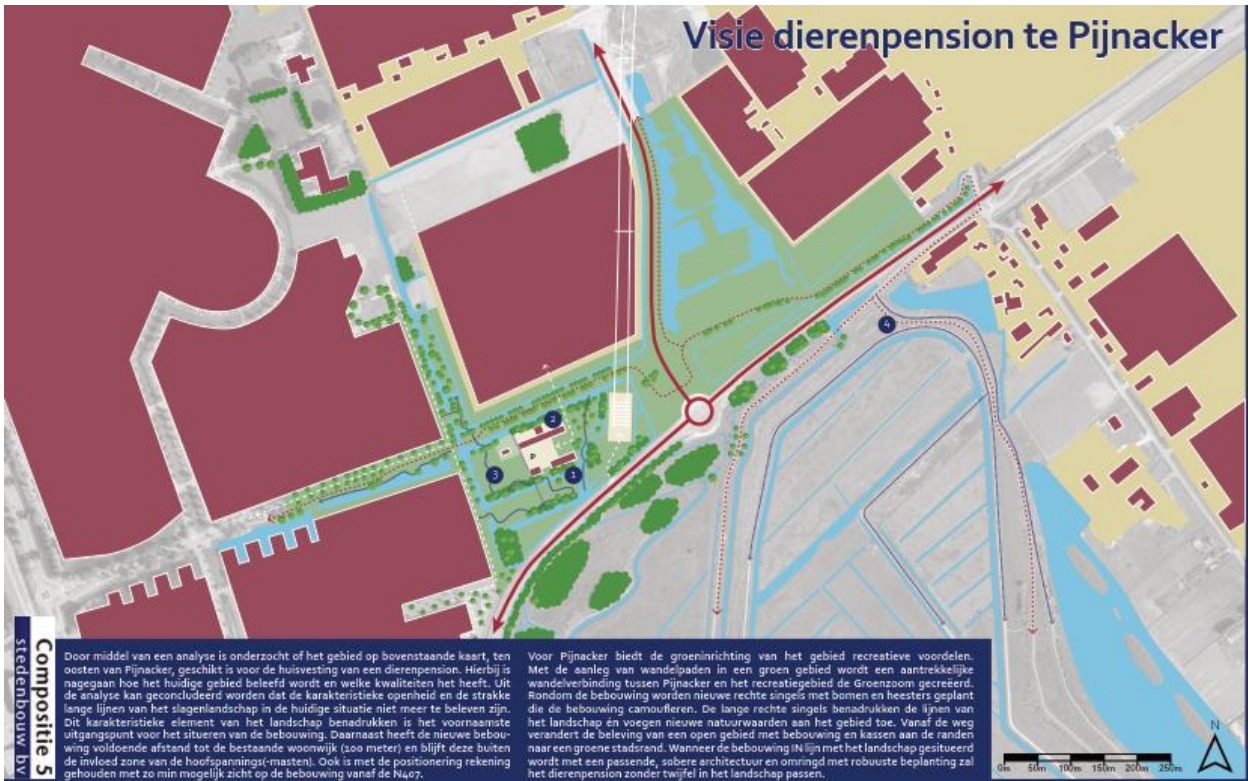 Visie dierenpension te Pijnacker
4
2
P
3
1
Compositie 5
stedenbouw bv
Door middel van een analyse is onderzocht of het gebied op bovenstaande kaart, ten
oosten van Pijnacker, geschikt is voor de huisvesting van een dierenpension. Hierbij is
nagegaan hoe het huidige gebied beleefd wordt en welke kwaliteiten het heeft. Uit
de analyse kan geconcludeerd worden dat de karakteristieke openheid en de strakke
lange lijnen van het slagenlandschap in de huidige situatie niet meer te beleven zijn.
Dit karakteristieke element van het landschap benadrukken is het voornaamste
uitgangspunt voor het situeren van de bebouwing. Daarnaast heeft de nieuwe bebou-
wing voldoende afstand tot de bestaande woonwijk (100 meter) en blijft deze buiten
de invloed zone van de hoofspannings(-masten). Ook is met de positionering rekening
gehouden met zo min mogelijk zicht op de bebouwing vanaf de N407.
Voor Pijnacker biedt de groeninrichting van het gebied recreatieve voordelen.
Met de aanleg van wandelpaden in een groen gebied wordt een aantrekkelijke
wandelverbinding tussen Pijnacker en het recreatiegebied de Groenzoom gecreëerd.
Rondom de bebouwing worden nieuwe rechte singels met bomen en heesters geplant
die de bebouwing camoufleren. De lange rechte singels benadrukken de lijnen van
het landschap én voegen nieuwe natuurwaarden aan het gebied toe. Vanaf de weg
verandert de beleving van een open gebied met bebouwing en kassen aan de randen
naar een groene stadsrand. Wanneer de bebouwing IN lijn met het landschap gesitueerd
wordt met een passende, sobere architectuur en omringd met robuuste beplanting zal
het dierenpension zonder twijfel in het landschap passen.
N
0m 50m 100m 150m 200m 250m